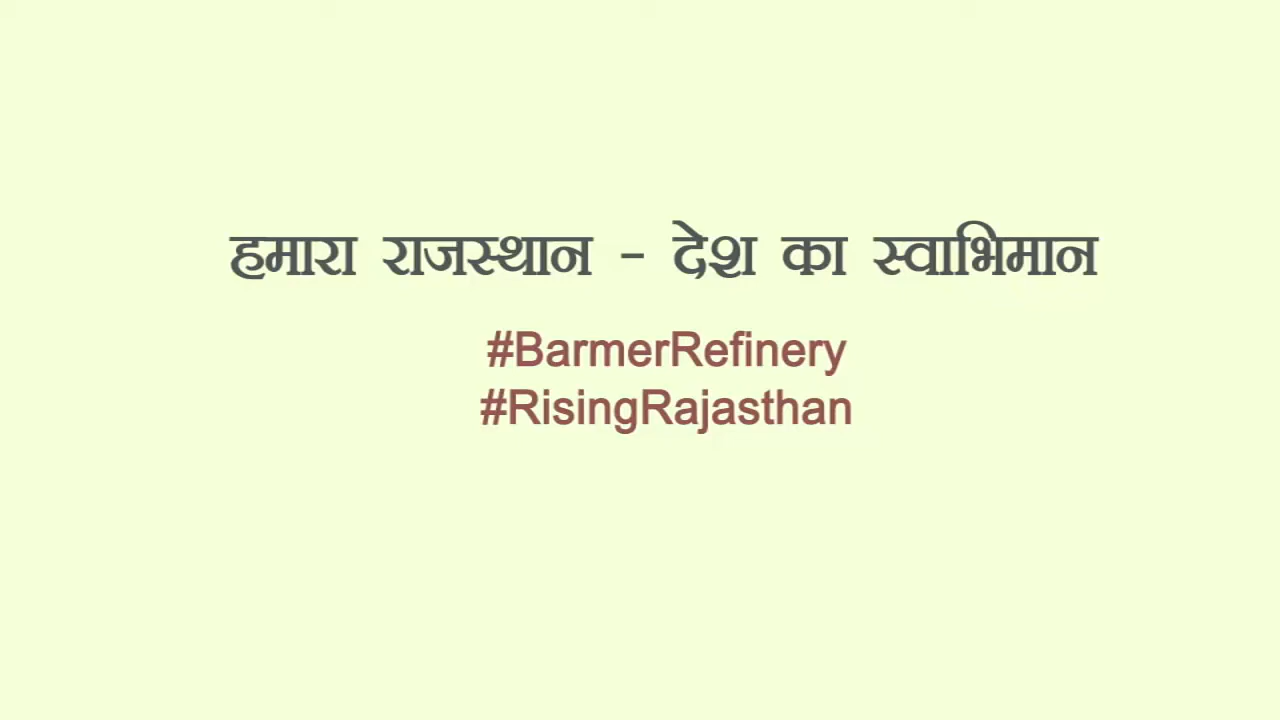 हमारा राजस्थान - देश का स्वाभिमान
#BarmerRefinery
#RisingRajasthan